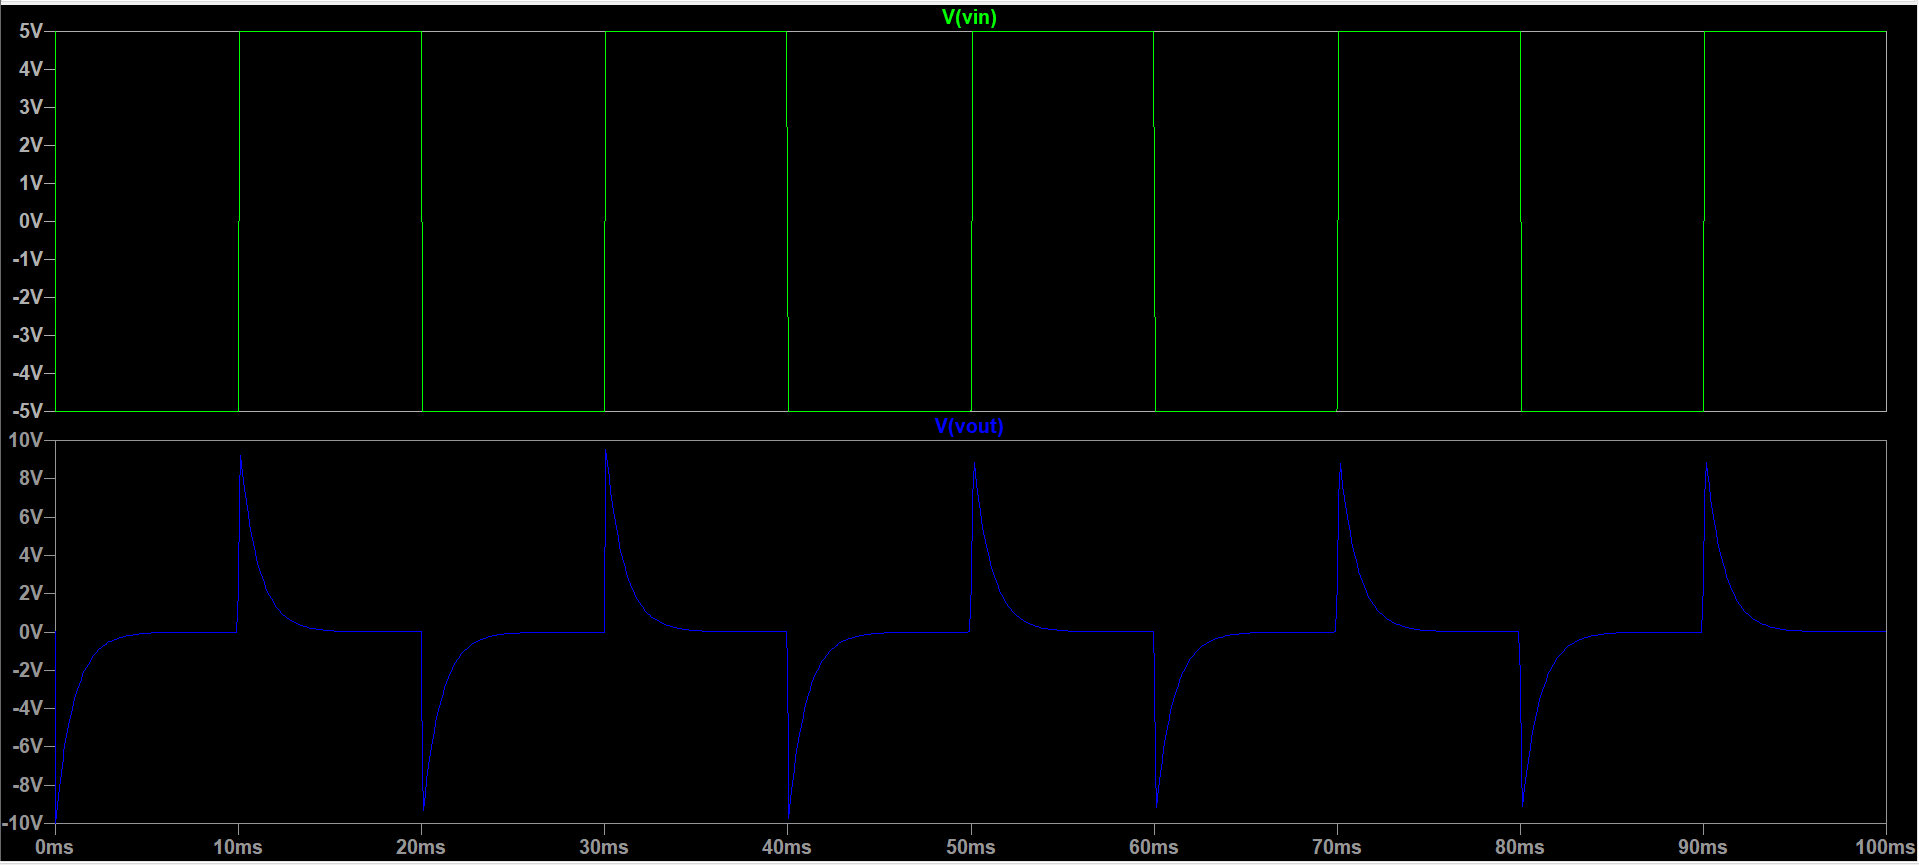 V(vin)
5V
4V
3V
2V
1V
0V
-1V
-2V
-3V
-4V
-5V
V(vout)
10V
8V
6V
4V
2V
0V
-2V
-4V
-6V
-8V
-10V
0ms 10ms 20ms 30ms 40ms 50ms 60ms 70ms 80ms 90ms 100ms